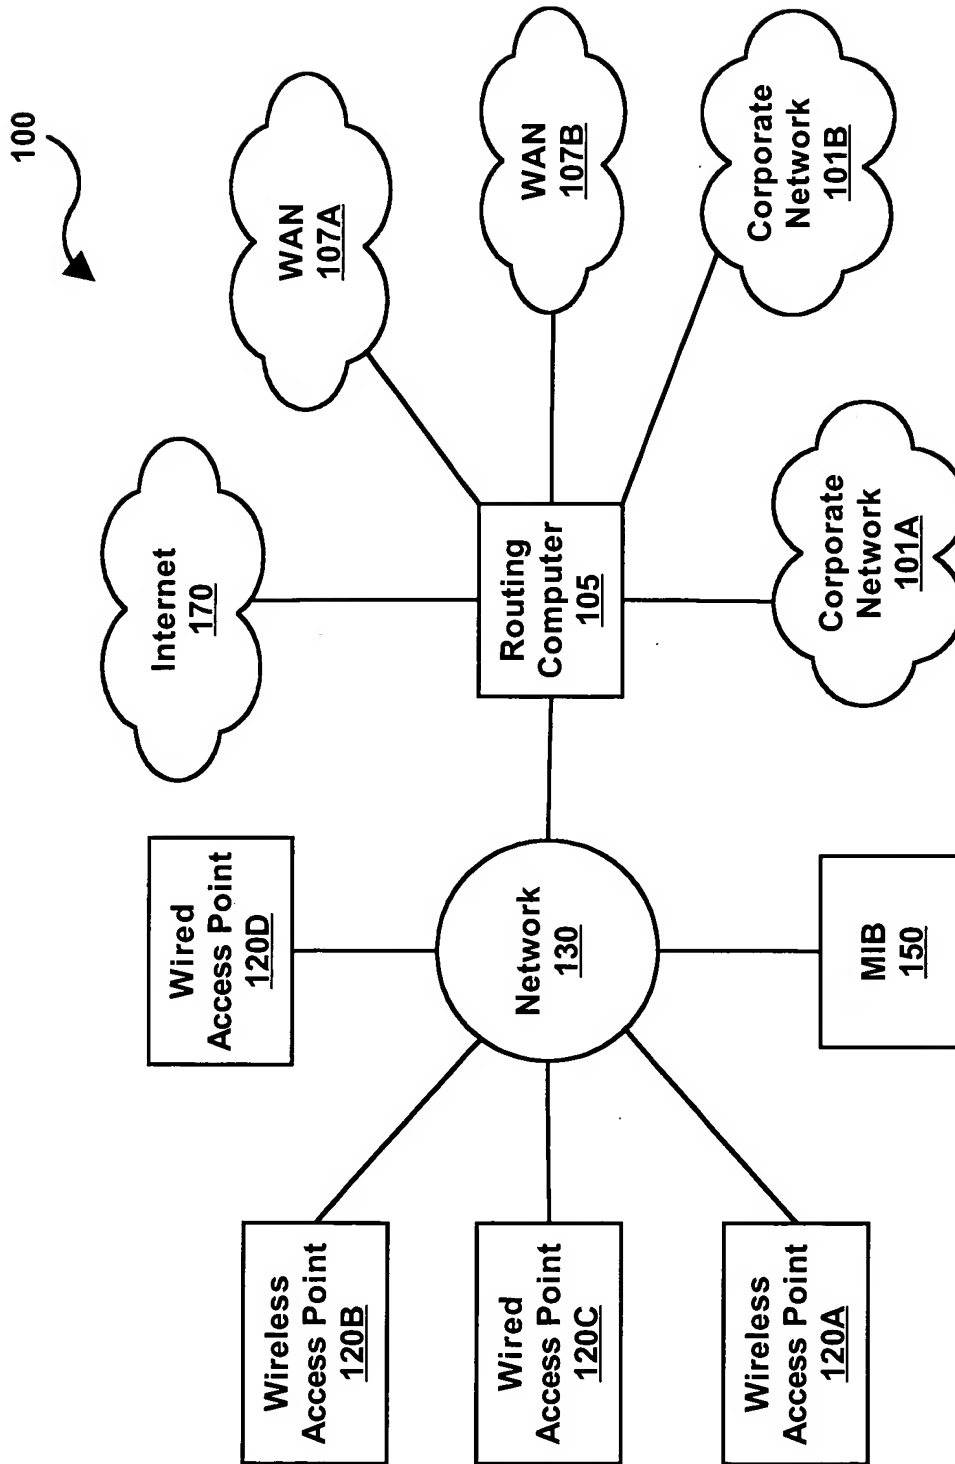 100
Wireless
Access Point
120B
Wired
Access Point
120C
Wireless
Access Point
120A
Wired
Access Point
120D
Network
130
MIB
150
Internet
170
Routing
Computer
105
WAN
107A
WAN
107B
Corporate
Network
101B
Corporate
Network
101A